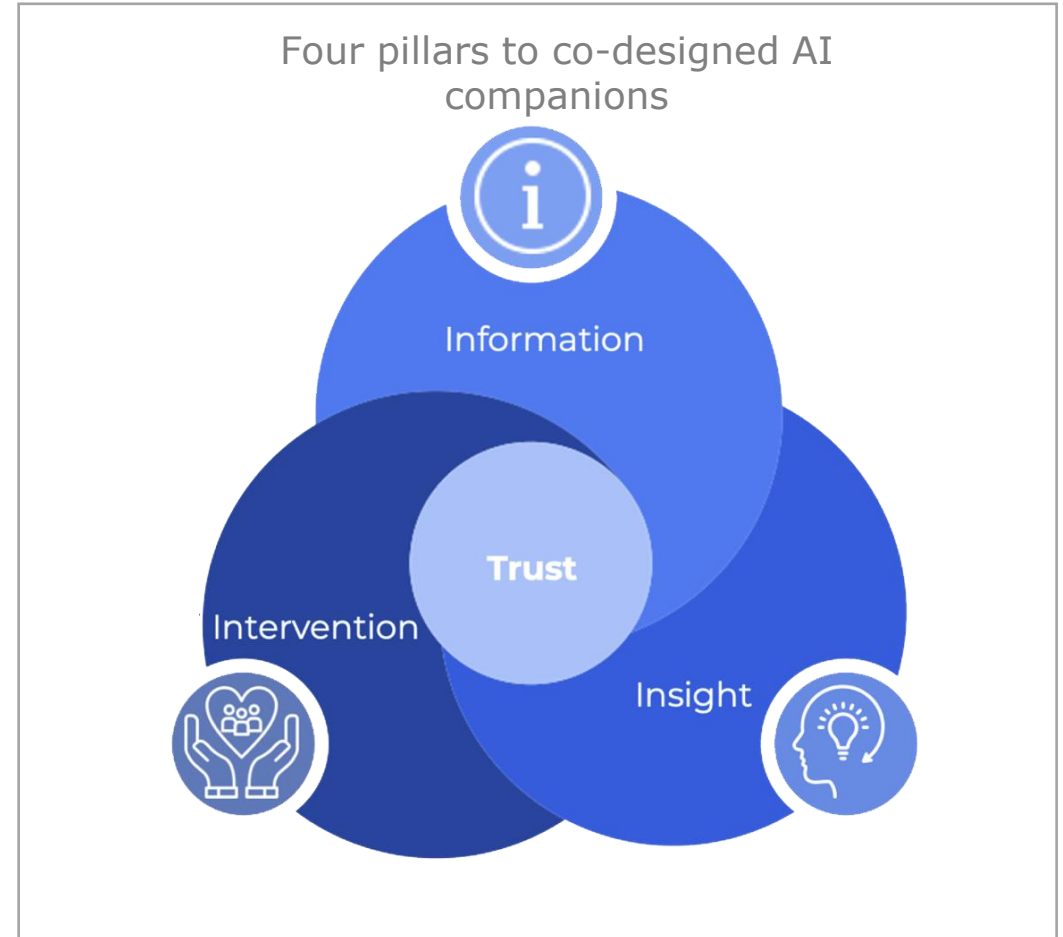 Four pillars to co-designed AI
companions
i
Information
Trust
Intervention
Insight